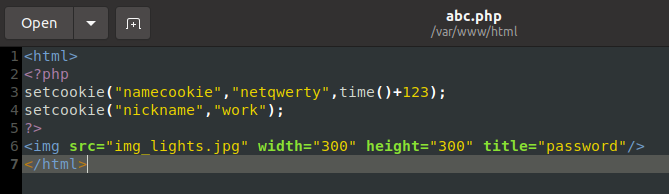 Open
abc.php
/var/www/html
1 <html>
2 <?php
3 setcookie("namecookie","netqwerty",time()+123);
4 setcookie("nickname","work");
5 ?>
6 <img src="img_lights.jpg" width="300" height="300" title="password"/>
7 </html>